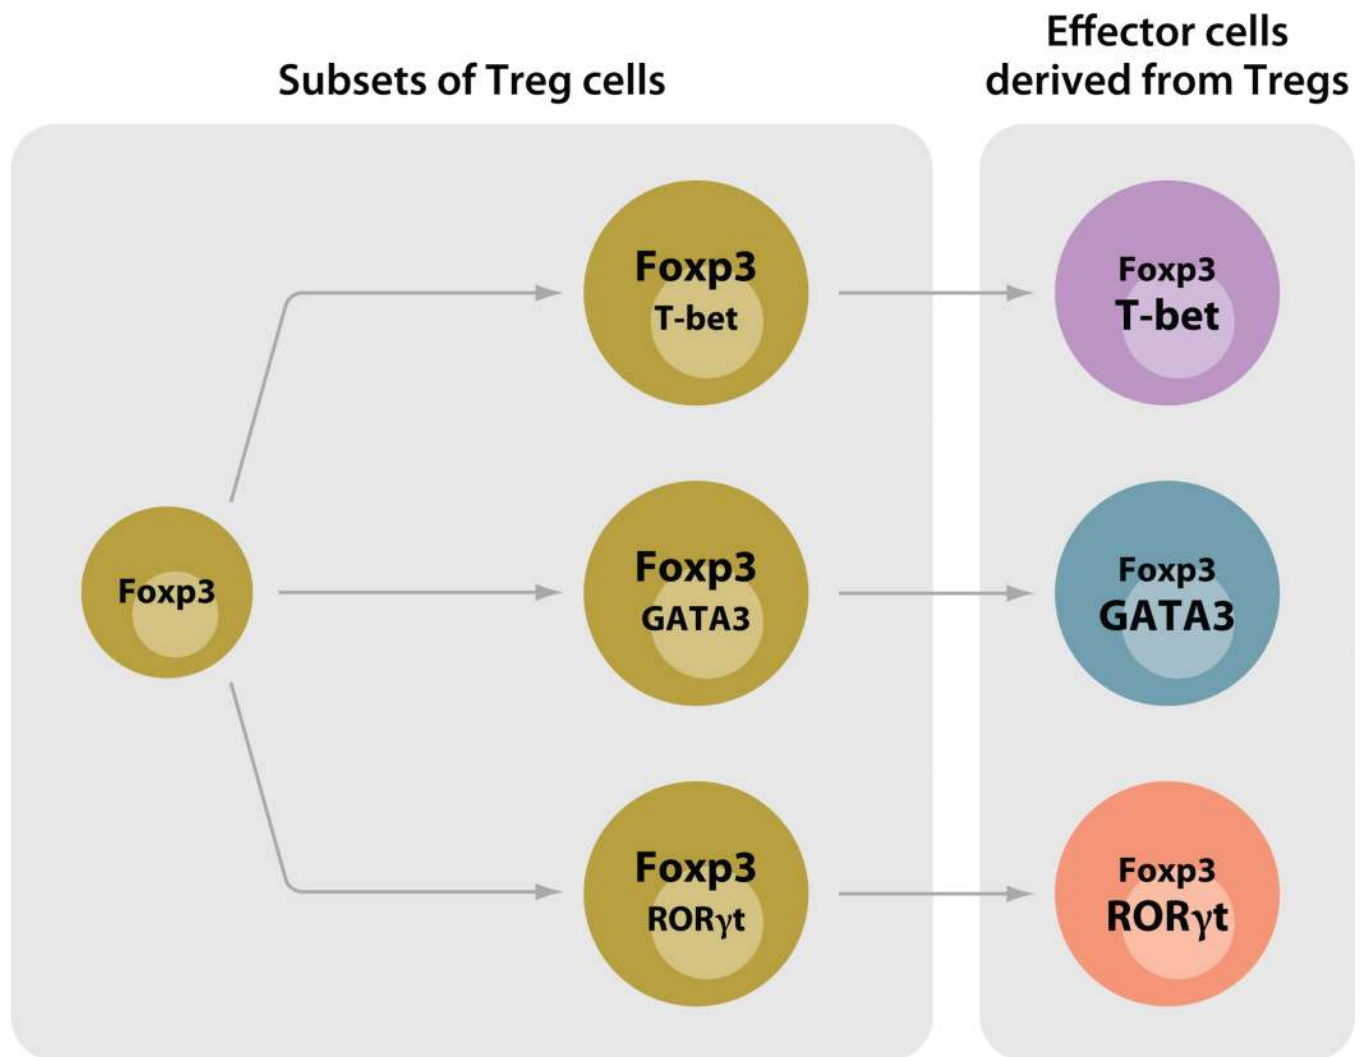 Subsets of Treg cells
Effector cells
derived from Tregs
Foxp3
Foxp3
T-bet
Foxp3
T-bet
Foxp3
GATA3
Foxp3
GATA3
Foxp3
RORγt
Foxp3
RORγt